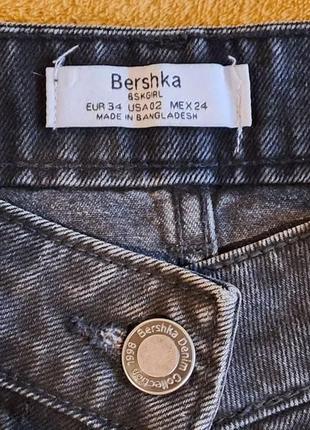 Bershka
BSKGIRL
EUR 34 USA 02 MEX 24
MADE IN BANGLADESH
Bershka Denim Collection 1998